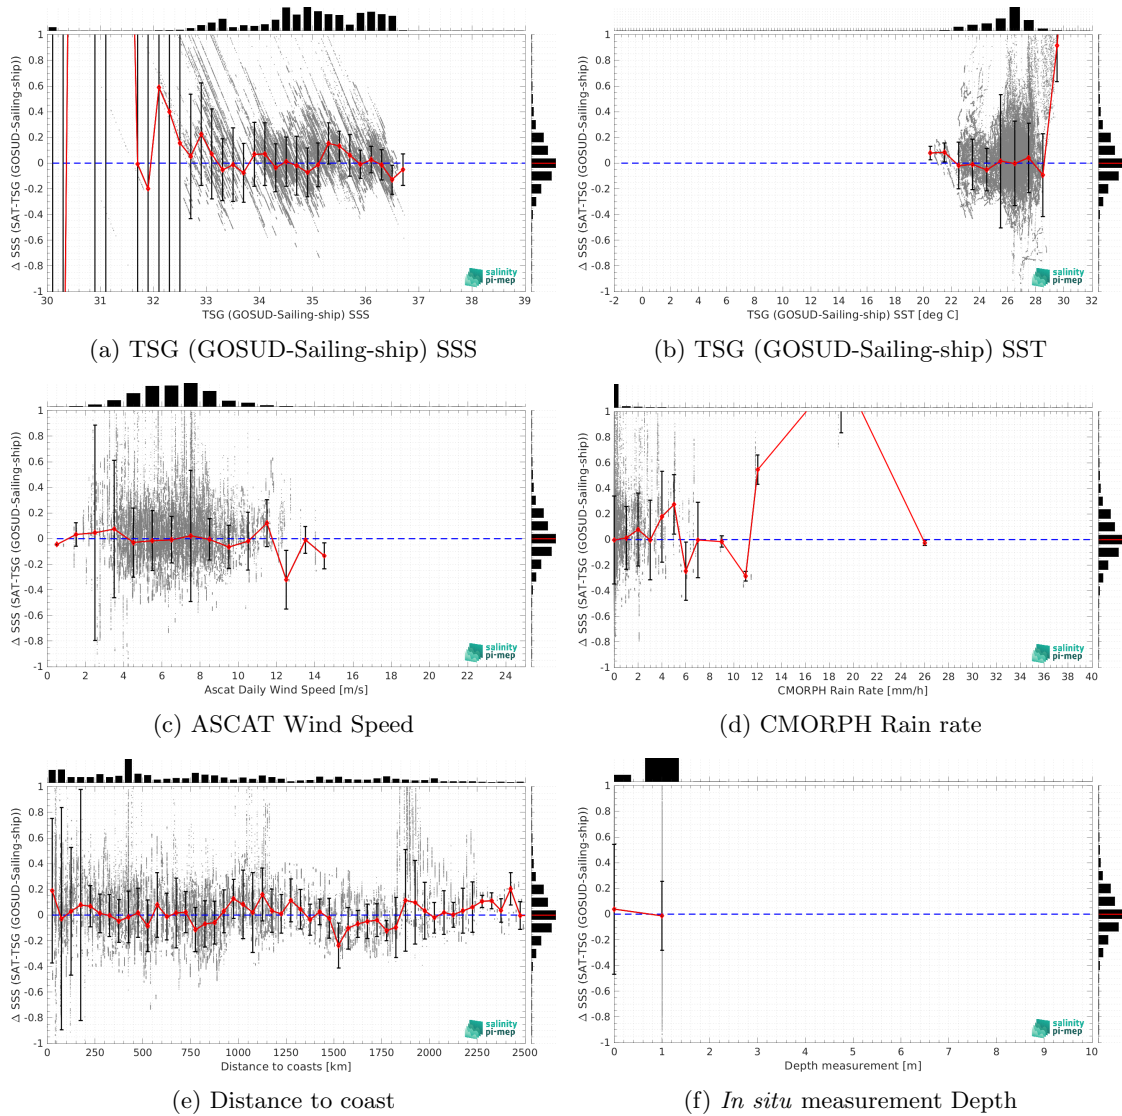 Δ SSS (SAT-TSG (GOSUD-Sailing-ship))
1
0.8
0.6
0.4
0.2
0
-0.2
-0.4
-0.6
-0.8
-1
salinity
pi-mep
30 31 32 33 34 35 36 37 38 39
TSG (GOSUD-Sailing-ship) SSS
(a) TSG (GOSUD-Sailing-ship) SSS
Δ SSS (SAT-TSG (GOSUD-Sailing-ship))
1
0.8
0.6
0.4
0.2
0
-0.2
-0.4
-0.6
-0.8
-1
salinity
pi-mep
-2 0 2 4 6 8 10 12 14 16 18 20 22 24 26 28 30 32
TSG (GOSUD-Sailing-ship) SST [deg C]
(b) TSG (GOSUD-Sailing-ship) SST
Δ SSS (SAT-TSG (GOSUD-Sailing-ship))
1
0.8
0.6
0.4
0.2
0
-0.2
-0.4
-0.6
-0.8
-1
salinity
pi-mep
0 2 4 6 8 10 12 14 16 18 20 22 24
Ascat Daily Wind Speed [m/s]
(c) ASCAT Wind Speed
Δ SSS (SAT-TSG (GOSUD-Sailing-ship))
1
0.8
0.6
0.4
0.2
0
-0.2
-0.4
-0.6
-0.8
-1
salinity
pi-mep
0 2 4 6 8 10 12 14 16 18 20 22 24 26 28 30 32 34 36 38 40
CMORPH Rain Rate [mm/h]
(d) CMORPH Rain rate
Δ SSS (SAT-TSG (GOSUD-Sailing-ship))
1
0.8
0.6
0.4
0.2
0
-0.2
-0.4
-0.6
-0.8
-1
salinity
pi-mep
0 250 500 750 1000 1250 1500 1750 2000 2250 2500
Distance to coasts [km]
(e) Distance to coast
Δ SSS (SAT-TSG (GOSUD-Sailing-ship))
1
0.8
0.6
0.4
0.2
0
-0.2
-0.4
-0.6
-0.8
-1
salinity
pi-mep
0 1 2 3 4 5 6 7 8 9 10
Depth measurement [m]
(f) In situ measurement Depth